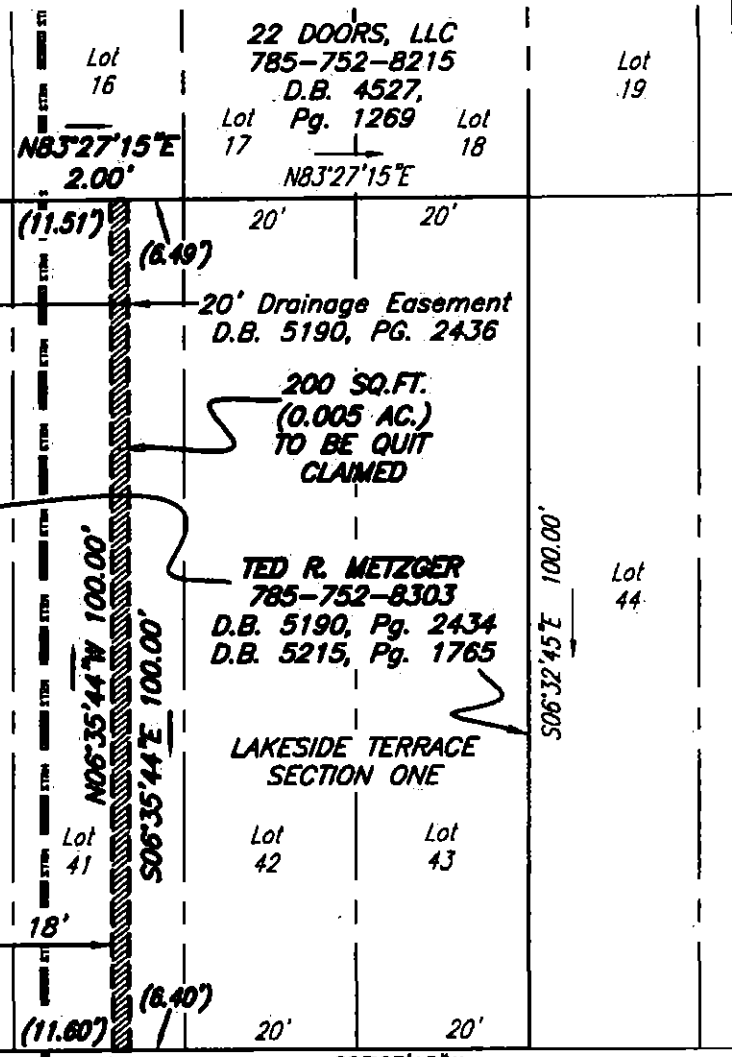 22 DOORS, LLC
785-752-8215
D.B. 4527,
Pg. 1269
Lot
16
Lot
17
Lot
18
Lot
19
N83°27'15"E
2.00'
N83°27'15"E
(11.51')
(6.49')
20'
20'
20' Drainage Easement
D.B. 5190, PG. 2436
200 SQ.FT.
(0.005 AC.)
TO BE QUIT
CLAIMED
TED R. METZGER
785-752-8303
D.B. 5190, Pg. 2434
D.B. 5215, Pg. 1765
N06°35'44"W 100.00'
S06°35'44"E 100.00'
S06°32'45"E 100.00'
Lot
44
LAKESIDE TERRACE
SECTION ONE
Lot
41
Lot
42
Lot
43
18'
(6.40')
(11.60')
20'
20'